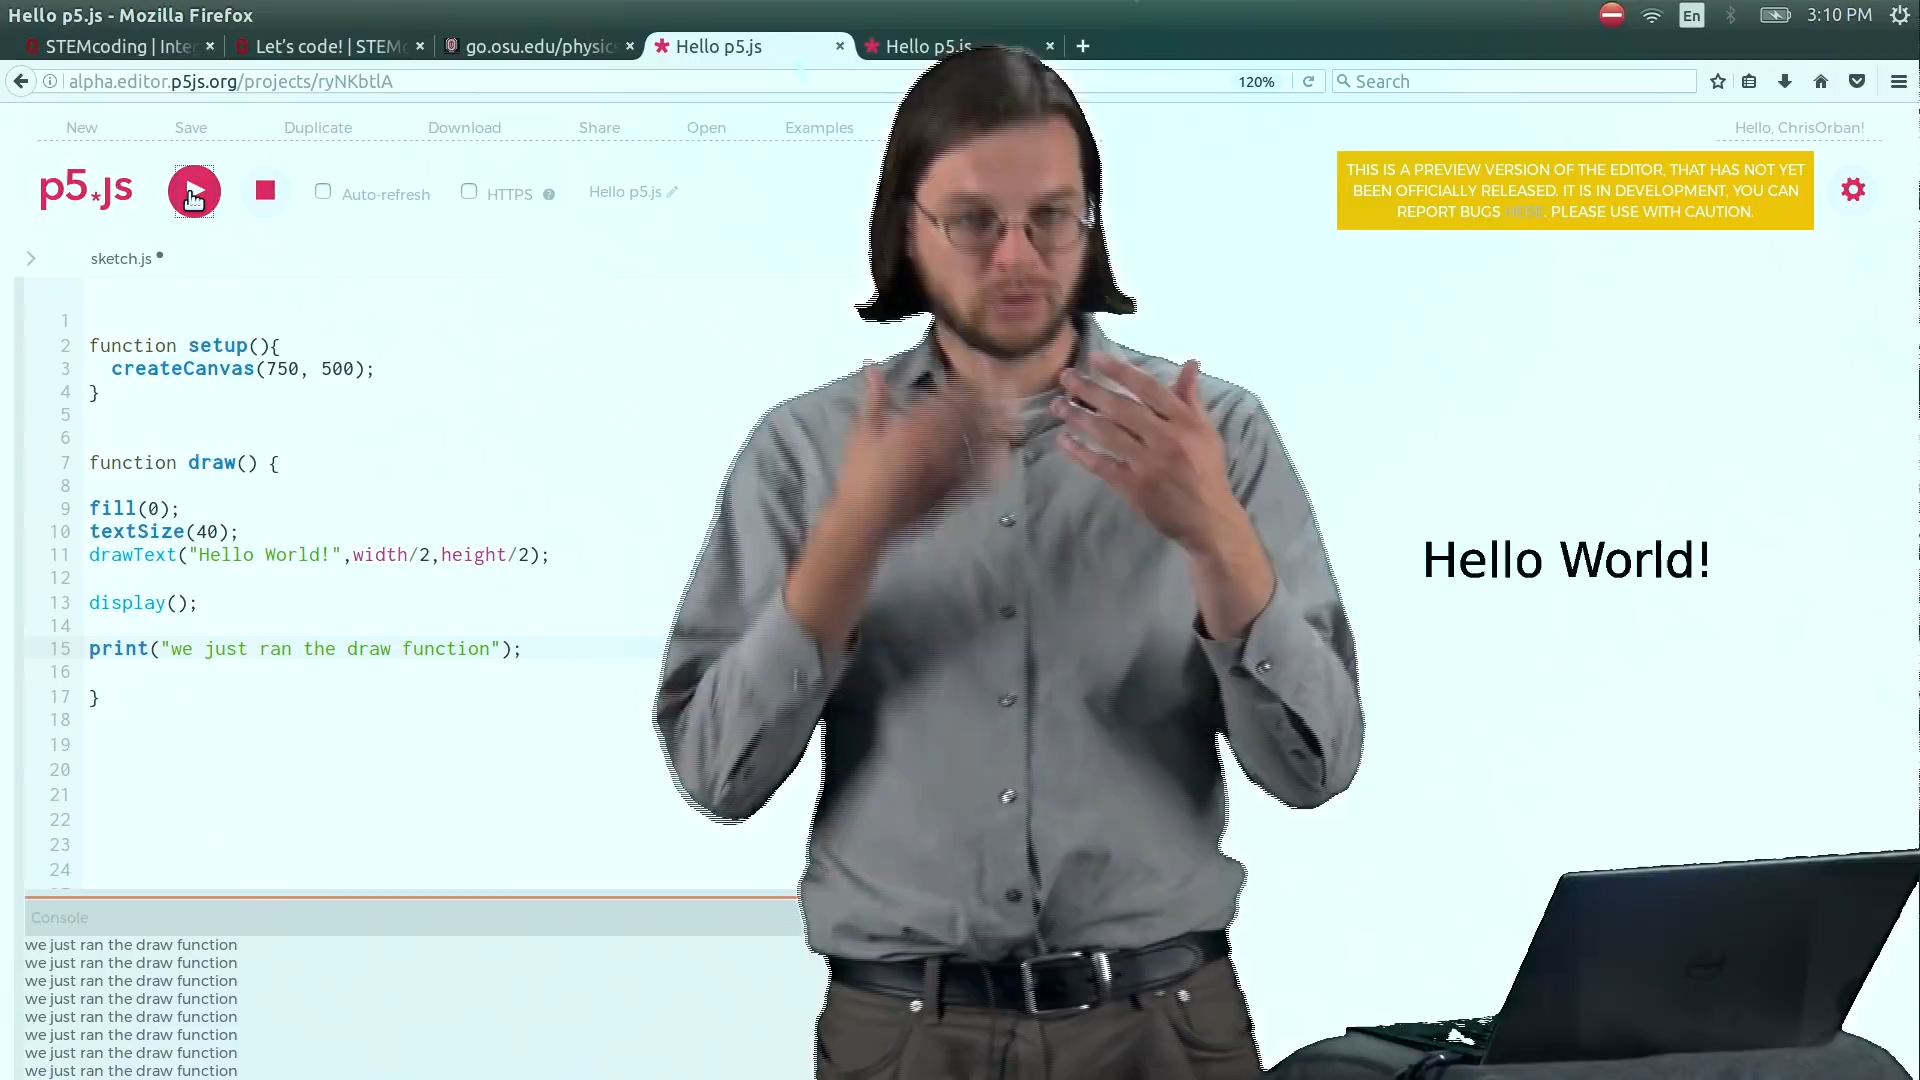 Hello p5.js - Mozilla Firefox
En
3:10 PM
STEMcoding | Inte
Let's code! | STEM
go.osu.edu/physic
Hello p5.js
Hello p5.js
alpha.editor.p5js.org/projects/ryNKbtlA
120%
Search
New
Save
Duplicate
Download
Share
Open
Examples
Hello, ChrisOrban!
p5*js
Auto-refresh
HTTPS
Hello p5.js
THIS IS A PREVIEW VERSION OF THE EDITOR, THAT HAS NOT YET
BEEN OFFICIALLY RELEASED. IT IS IN DEVELOPMENT, YOU CAN
REPORT BUGS HERE. PLEASE USE WITH CAUTION.
sketch.js
1
2 function setup(){
3 createCanvas(750, 500);
4 }
5
6
7 function draw() {
8
9 fill(0);
10 textSize(40);
11 drawText("Hello World!",width/2,height/2);
12
13 display();
14
15 print("we just ran the draw function");
16
17 }
18
19
20
21
22
23
24
Hello World!
Console
we just ran the draw function
we just ran the draw function
we just ran the draw function
we just ran the draw function
we just ran the draw function
we just ran the draw function
we just ran the draw function
we just ran the draw function